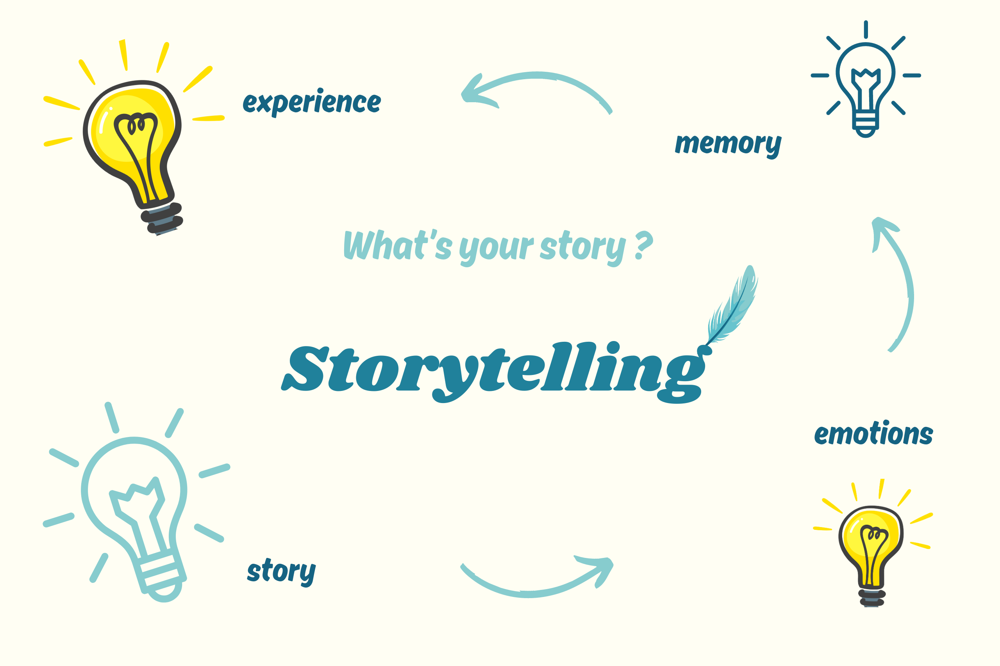 experience
memory
What's your story ?
Storytelling
emotions
story